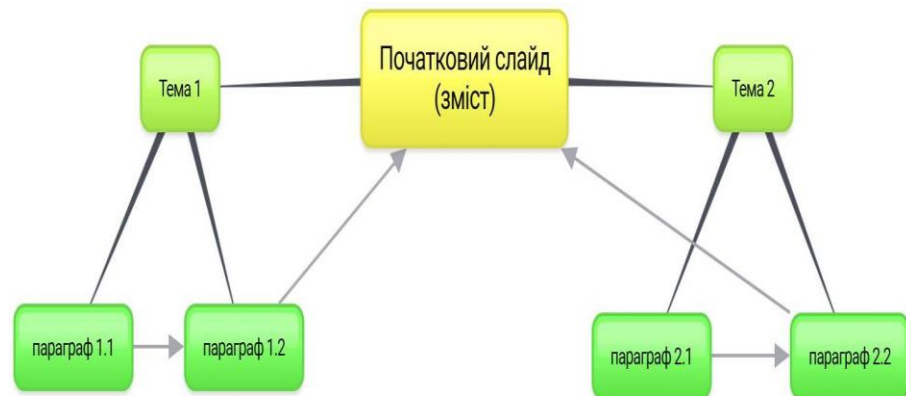 Початковий слайд
(зміст)
Тема 1
Тема 2
параграф 1.1
параграф 1.2
параграф 2.1
параграф 2.2